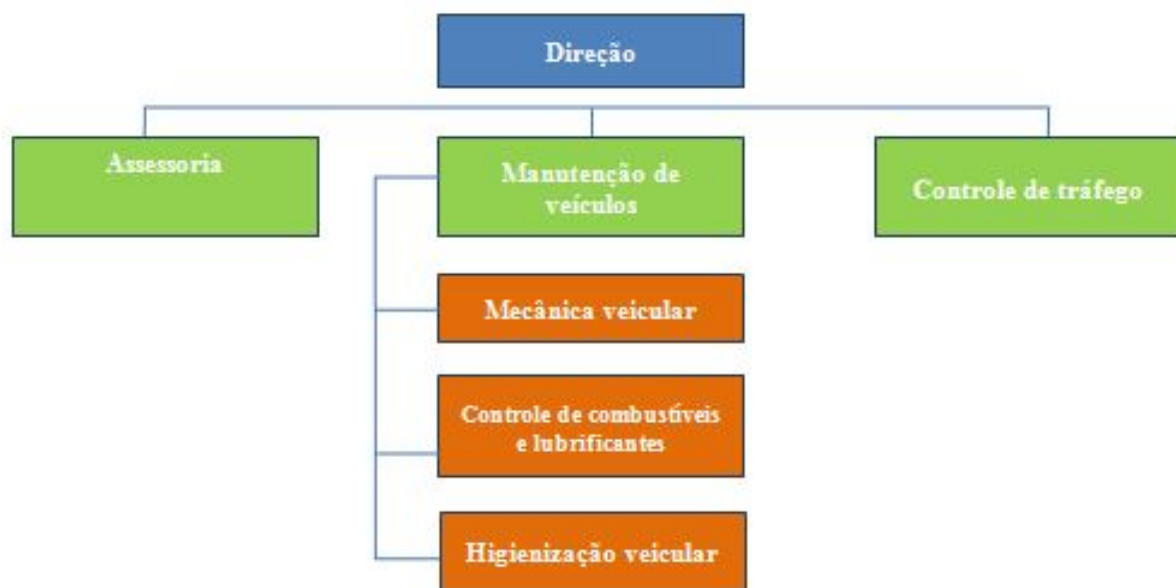 Direção
Assessoria
Manutenção de
veículos
Controle de tráfego
Mecânica veicular
Controle de combustíveis
e lubrificantes
Higienização veicular